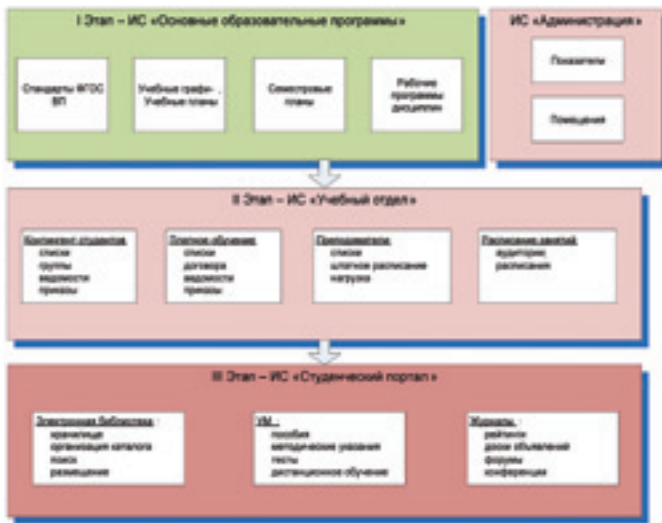 I Этап – ИС «Основные образовательные программы»
ИС «Администрация»
Стандарты ФГОС
ВП
Учебные графи- .
Учебные планы
Семестровые
планы
Рабочие
программы
дисциплин
Показатели
Помещения
II Этап – ИС «Учебный отдел»
Контингент студентов
списки
группы
ведомости
приказы
Платное обучение
списки
договора
ведомости
приказы
Преподаватели
списки
штатное расписание
нагрузка
Расписание занятий
аудитории,
расписания
III Этап – ИС «Студенческий портал»
Электронная библиотека :
хранилище
организация каталога
поиск
размещение
УМ :
пособия
методические указания
тесты
дистанционное обучение
Журналы :
рейтинги
доски объявлений
форумы
конференции